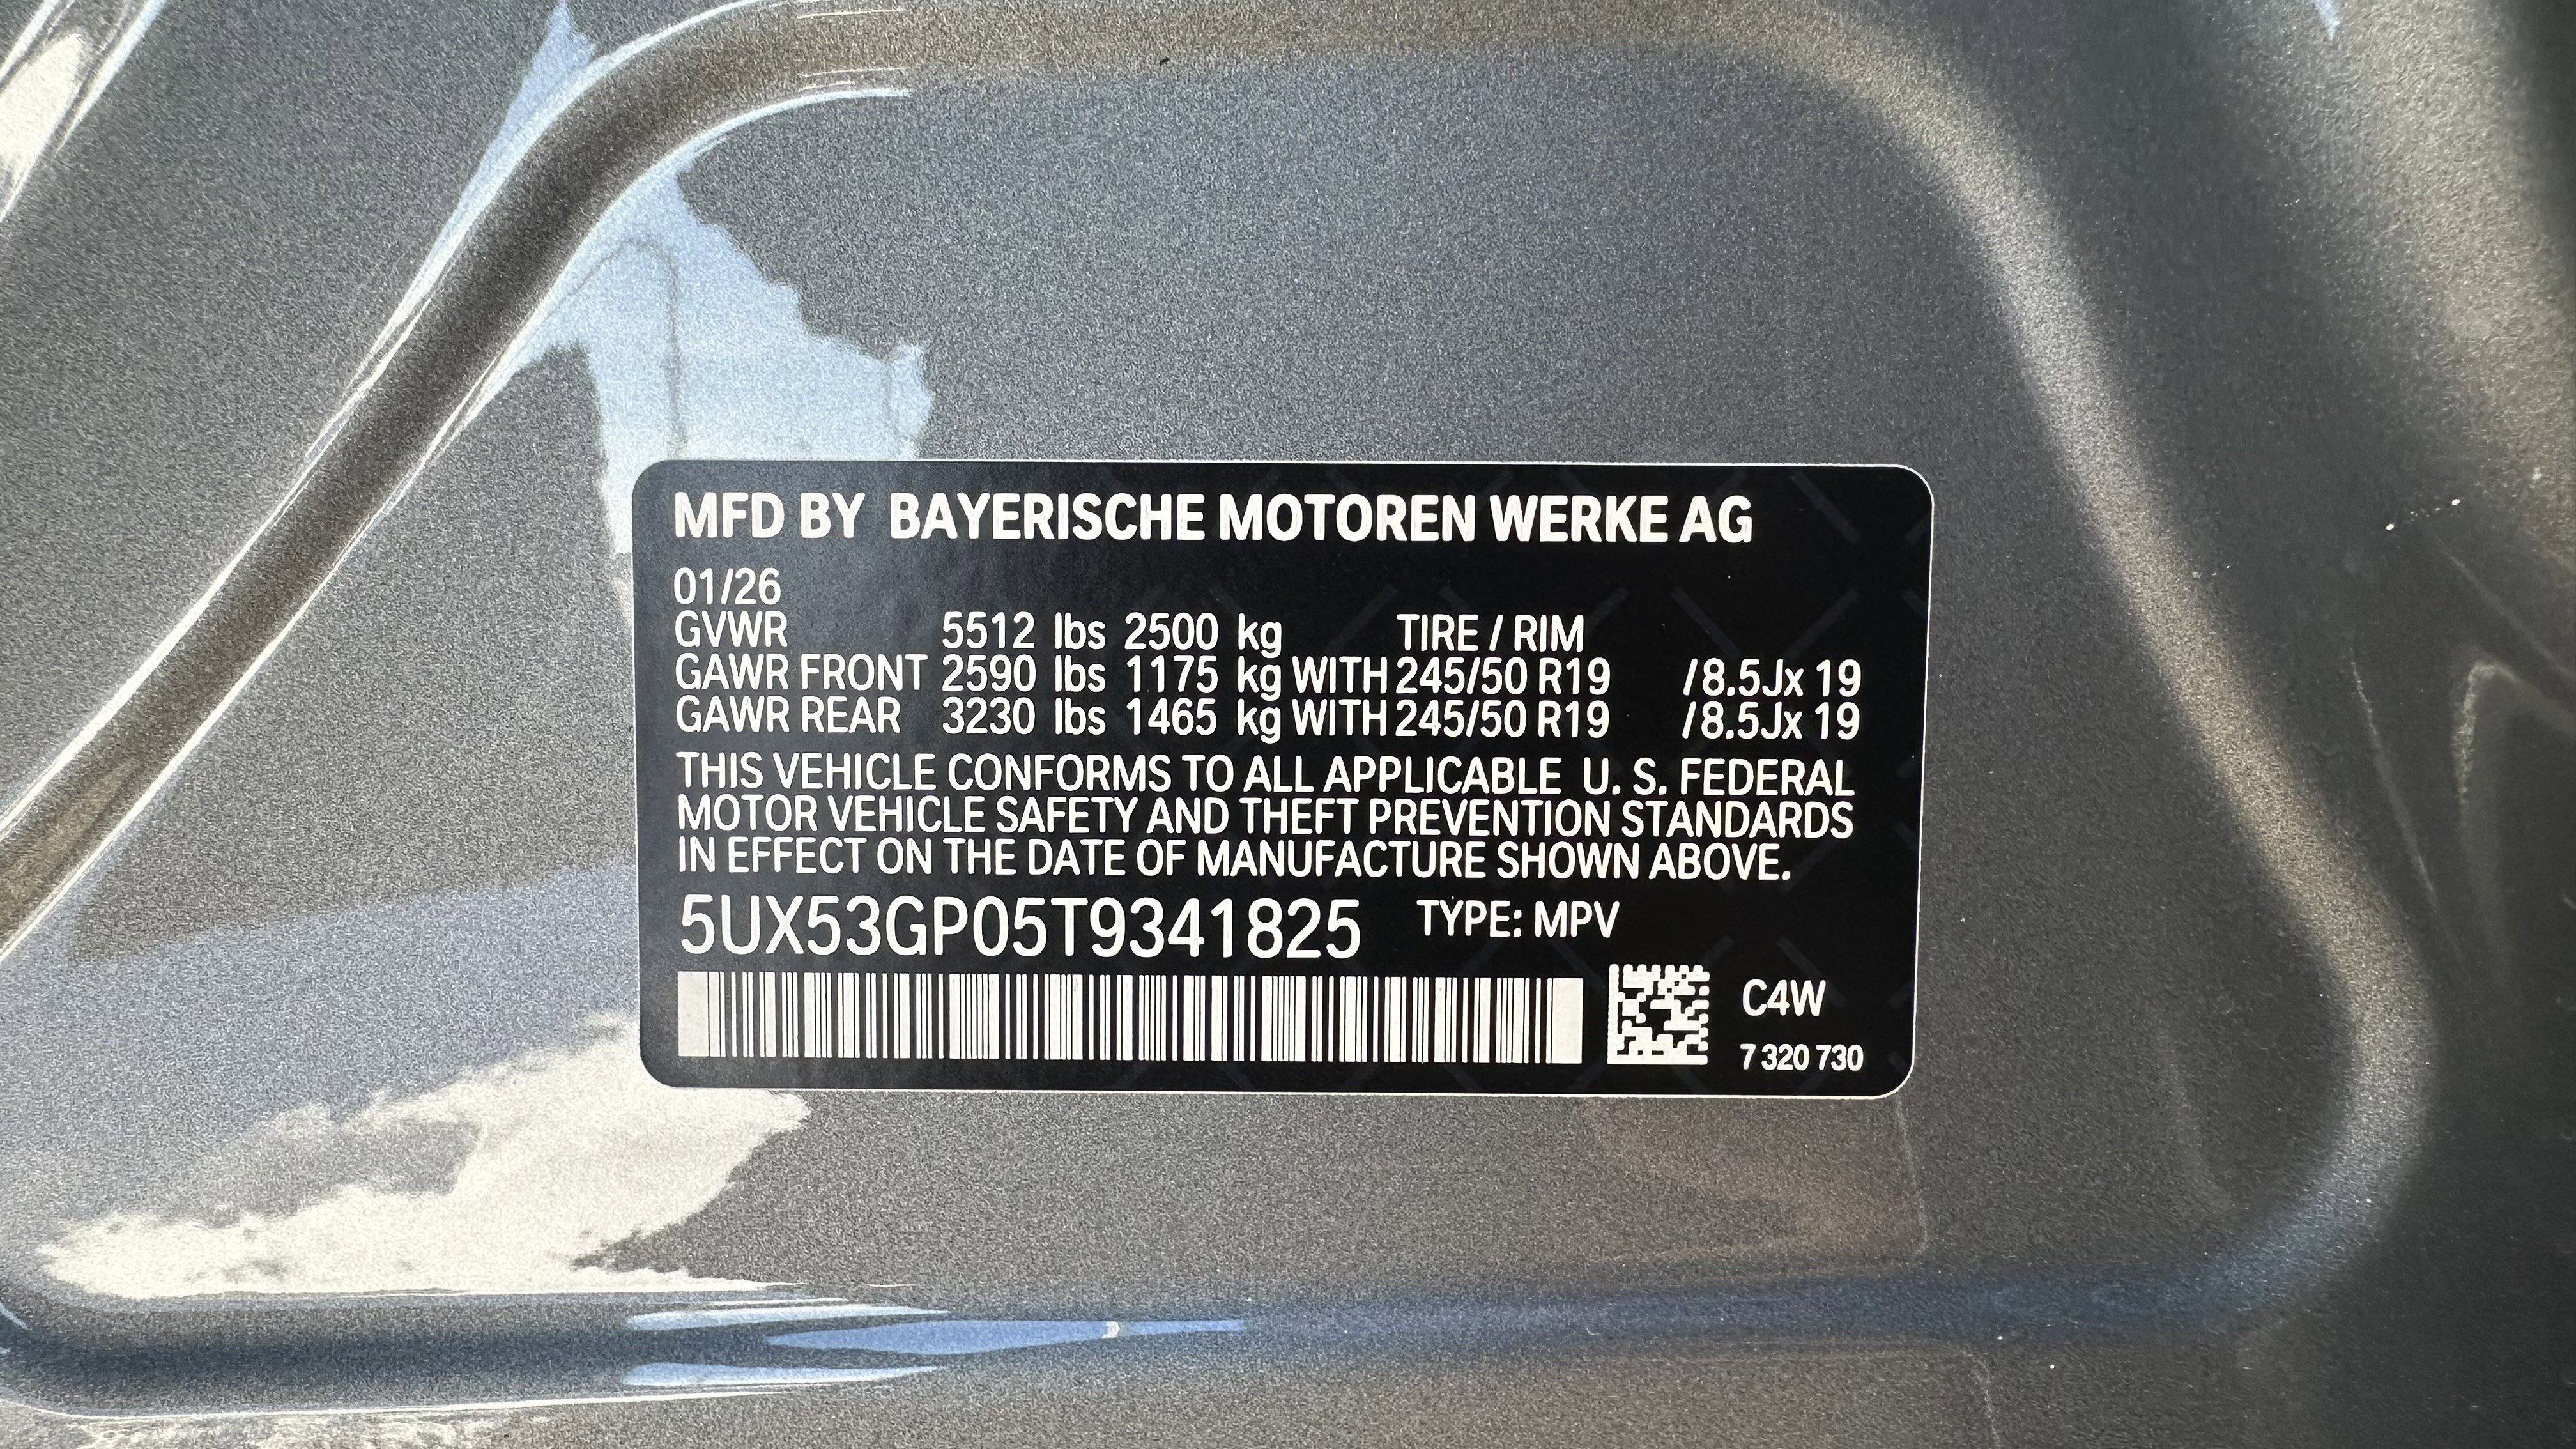 MFD BY BAYERISCHE MOTOREN WERKE AG
01/26
GVWR 5512 lbs 2500 kg TIRE / RIM
GAWR FRONT 2590 lbs 1175 kg WITH 245/50 R19 /8.5Jx 19
GAWR REAR 3230 lbs 1465 kg WITH 245/50 R19 /8.5Jx 19
THIS VEHICLE CONFORMS TO ALL APPLICABLE U. S. FEDERAL
MOTOR VEHICLE SAFETY AND THEFT PREVENTION STANDARDS
IN EFFECT ON THE DATE OF MANUFACTURE SHOWN ABOVE.
5UX53GP05T9341825 TYPE: MPV
C4W
7 320 730